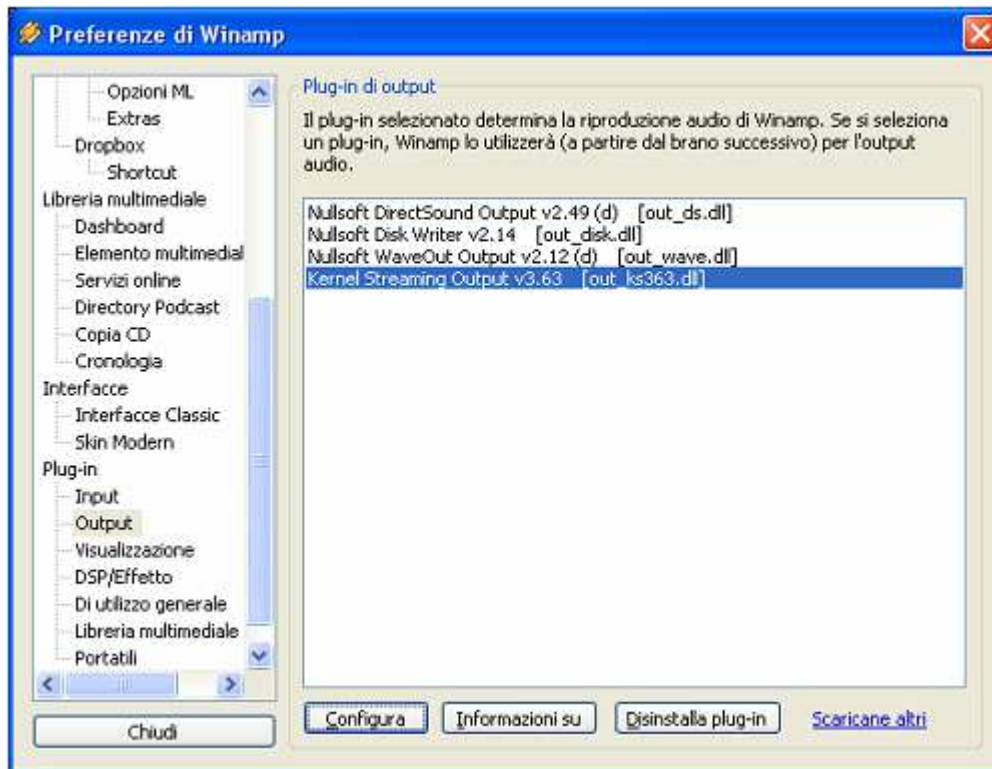 Preferenze di Winamp
Opzioni ML
Extras
Dropbox
Shortcut
Libreria multimediale
Dashboard
Elemento multimedial
Servizi online
Directory Podcast
Copia CD
Cronologia
Interfacce
Interfacce Classic
Skin Modern
Plug-in
Input
Output
Visualizzazione
DSP/Effetto
Di utilizzo generale
Libreria multimediale
Portatili
Chiudi
Plug-in di output
Il plug-in selezionato determina la riproduzione audio di Winamp. Se si seleziona
un plug-in, Winamp lo utilizzerà (a partire dal brano successivo) per l'output
audio.
Nullsoft DirectSound Output v2.49 (d) [out_ds.dll]
Nullsoft Disk Writer v2.14 [out_disk.dll]
Nullsoft WaveOut Output v2.12 (d) [out_wave.dll]
Kernel Streaming Output v3.63 [out_ks363.dll]
Configura
Informazioni su
Disinstalla plug-in
Scaricane altri